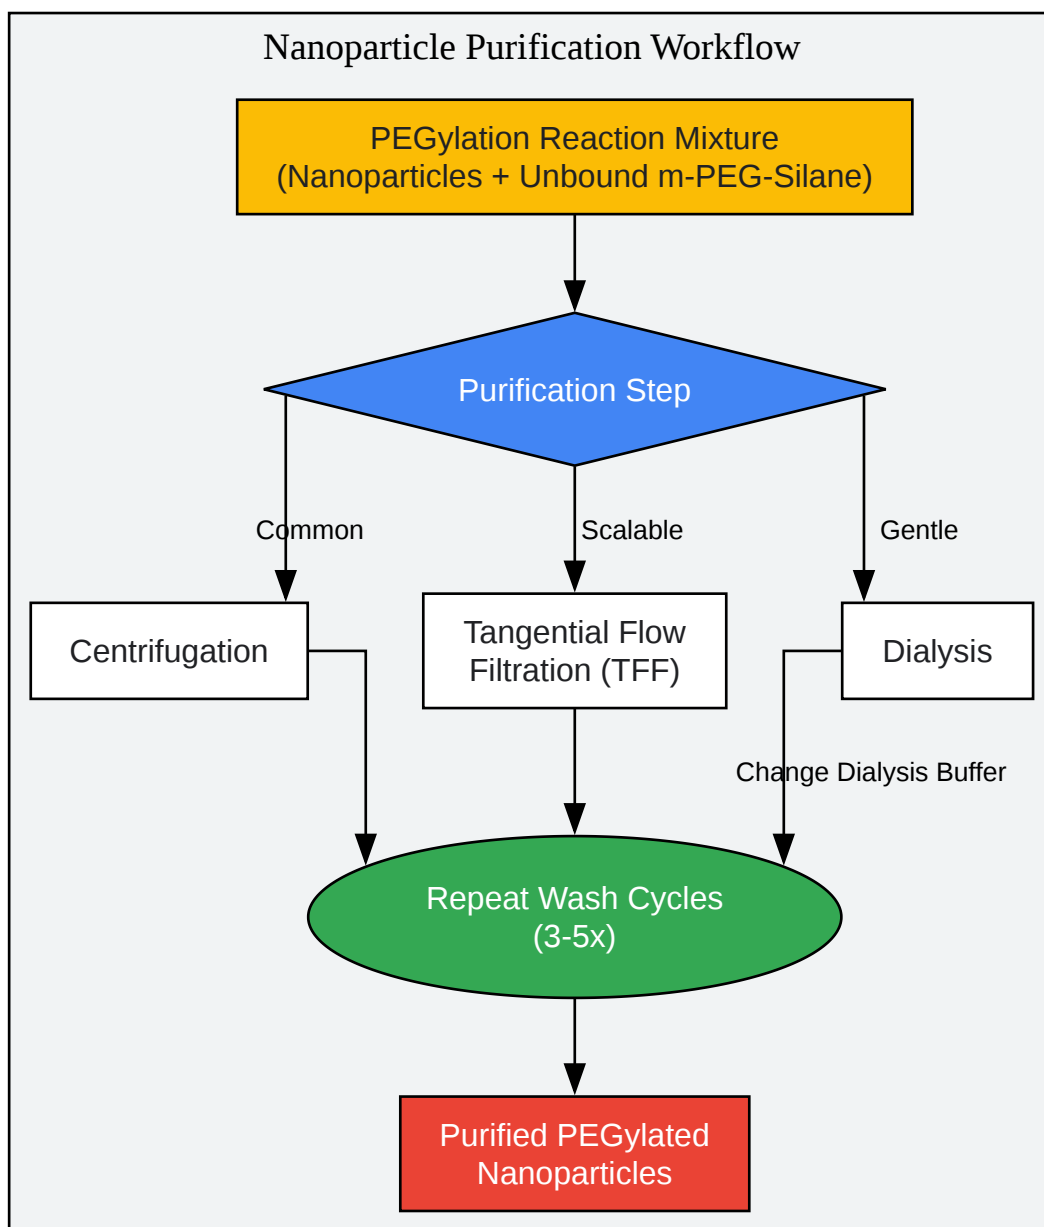 Nanoparticle Purification Workflow
PEGylation Reaction Mixture
(Nanoparticles + Unbound m-PEG-Silane)
Purification Step
Common
Scalable
Gentle
Centrifugation
Tangential Flow
Filtration (TFF)
Dialysis
Change Dialysis Buffer
Repeat Wash Cycles
(3-5x)
Purified PEGylated
Nanoparticles